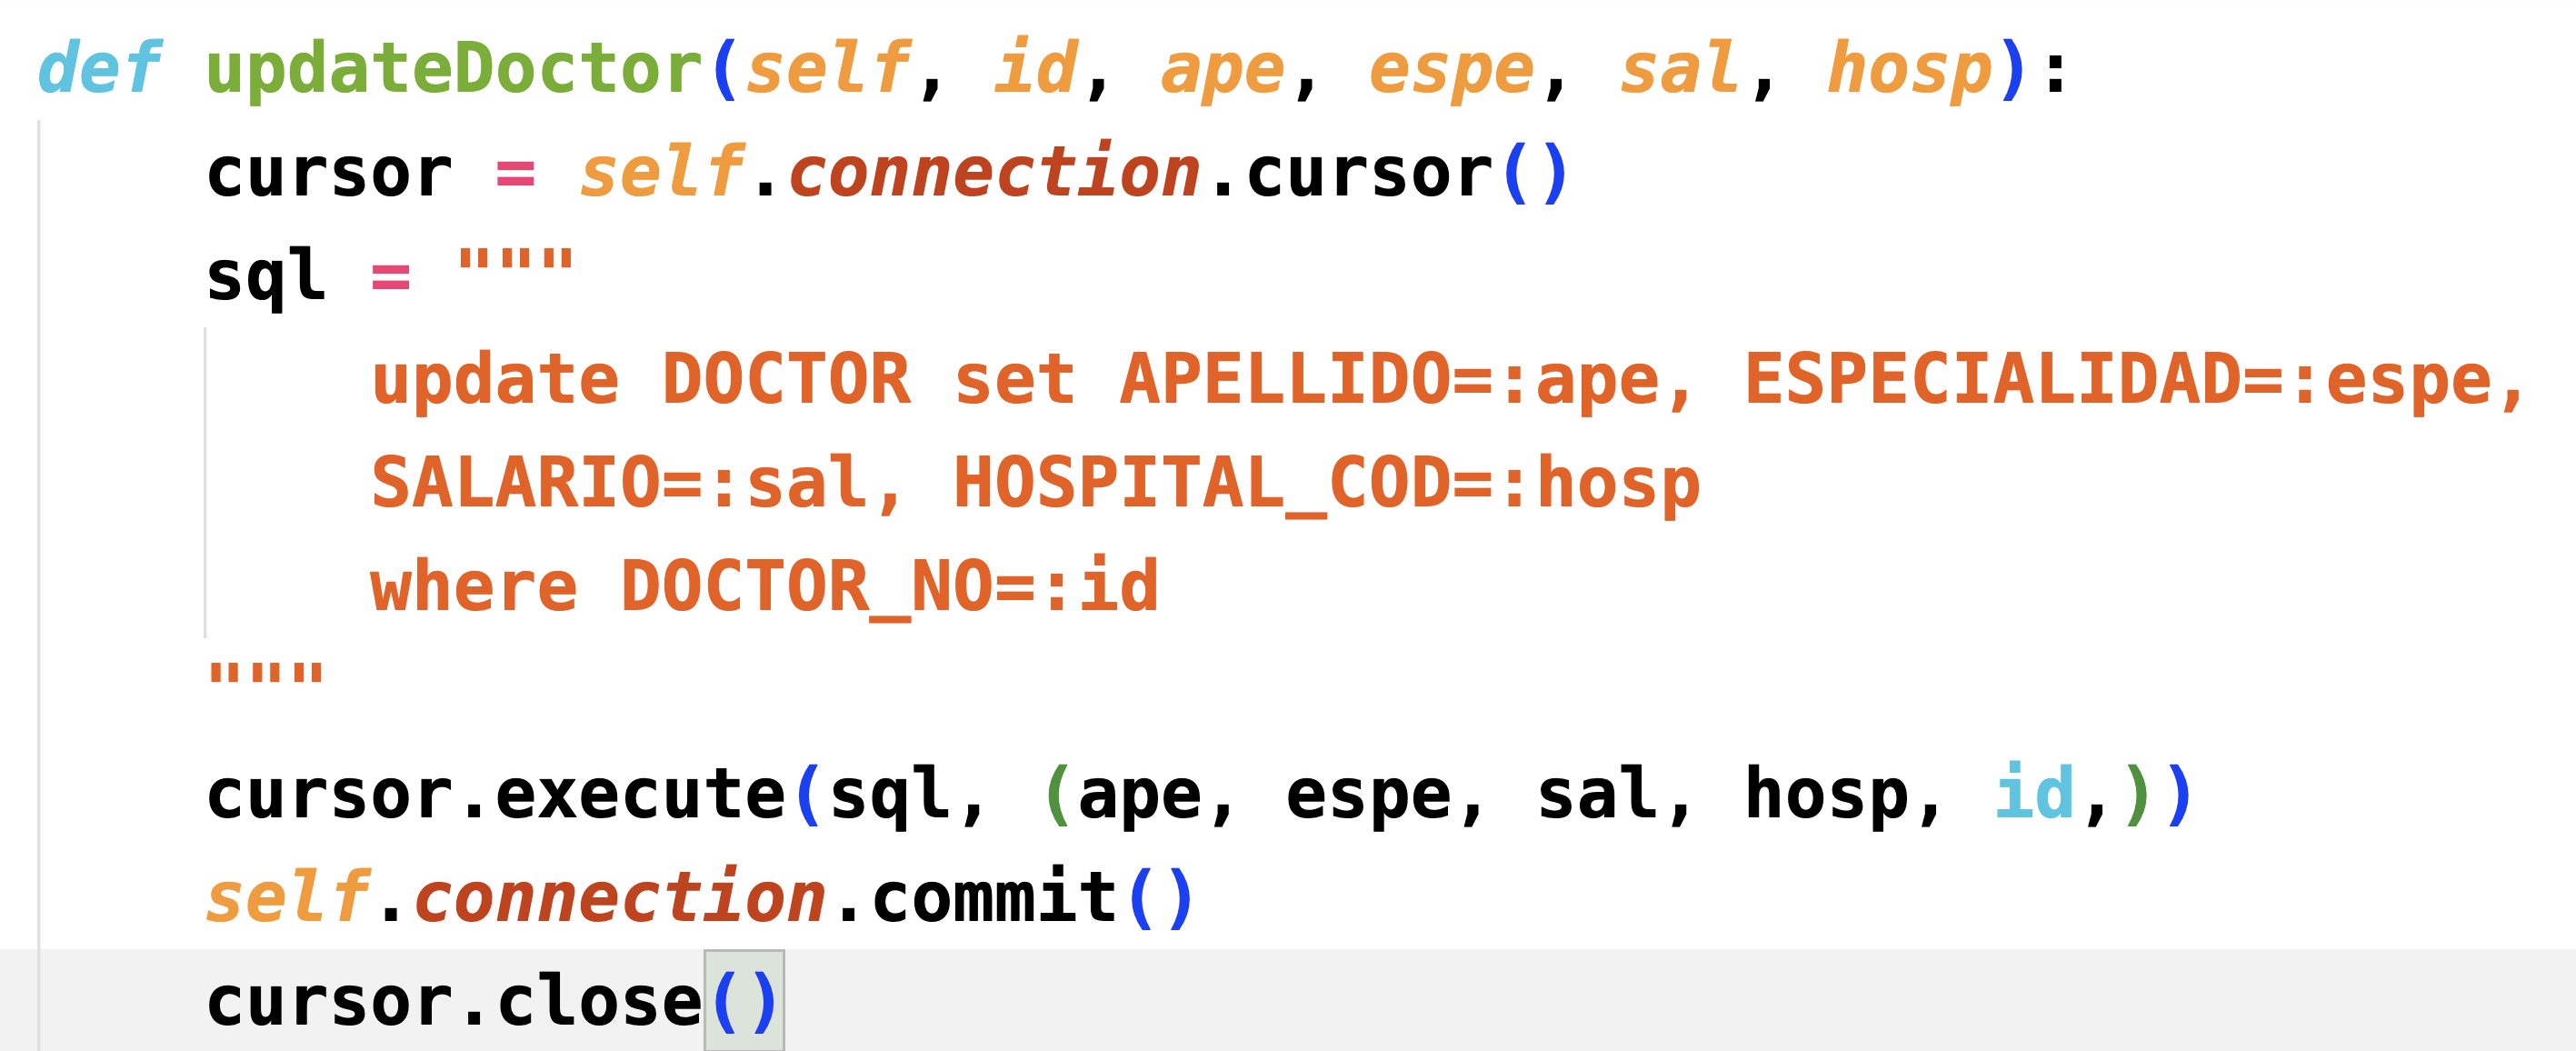 def updateDoctor(self, id, ape, espe, sal, hosp):
    cursor = self.connection.cursor()
    sql = """
        update DOCTOR set APELLIDO=:ape, ESPECIALIDAD=:espe,
        SALARIO=:sal, HOSPITAL_COD=:hosp
        where DOCTOR_NO=:id
    """
    cursor.execute(sql, (ape, espe, sal, hosp, id,))
    self.connection.commit()
    cursor.close()